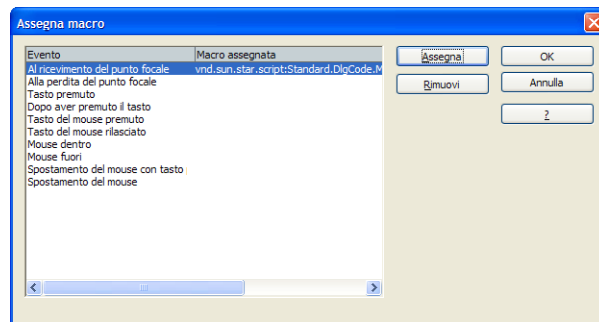 Assegna macro
Evento Macro assegnata
Al ricevimento del punto focale vnd.sun.star.script:Standard.DlgCode.M
Alla perdita del punto focale
Tasto premuto
Dopo aver premuto il tasto
Tasto del mouse premuto
Tasto del mouse rilasciato
Mouse dentro
Mouse fuori
Spostamento del mouse con tasto
Spostamento del mouse
Assegna
Rimuovi
OK
Annulla
?